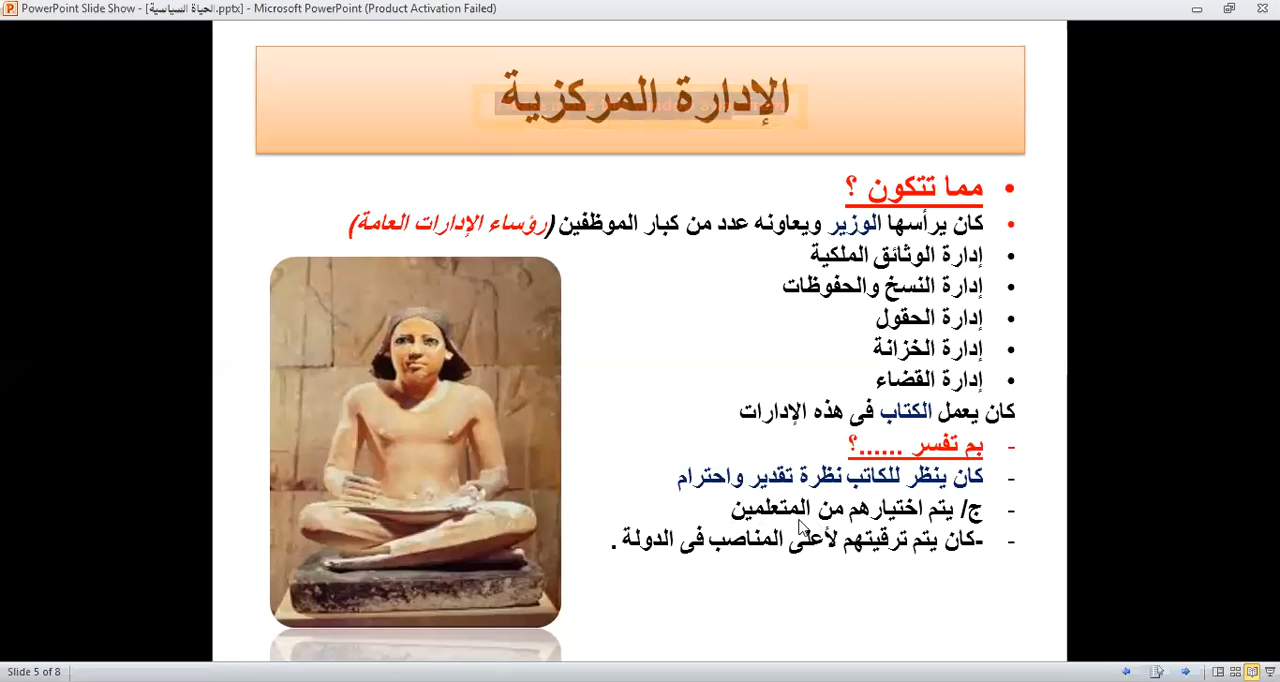 PowerPoint Slide Show - [الحياة السياسية.pptx] - Microsoft PowerPoint (Product Activation Failed)
الإدارة المركزية
مما تتكون ؟
كان يرأسها الوزير ويعاونه عدد من كبار الموظفين (رؤساء الإدارات العامة)
إدارة الوثائق الملكية
إدارة النسخ والحفوظات
إدارة الحقول
إدارة الخزانة
إدارة القضاء
كان يعمل الكتاب فى هذه الإدارات
- بم تفسر ......؟
- كان ينظر للكاتب نظرة تقدير واحترام
- ج/ يتم اختيارهم من المتعلمين
- -كان يتم ترقيتهم لأعلى المناصب فى الدولة .
Slide 5 of 8